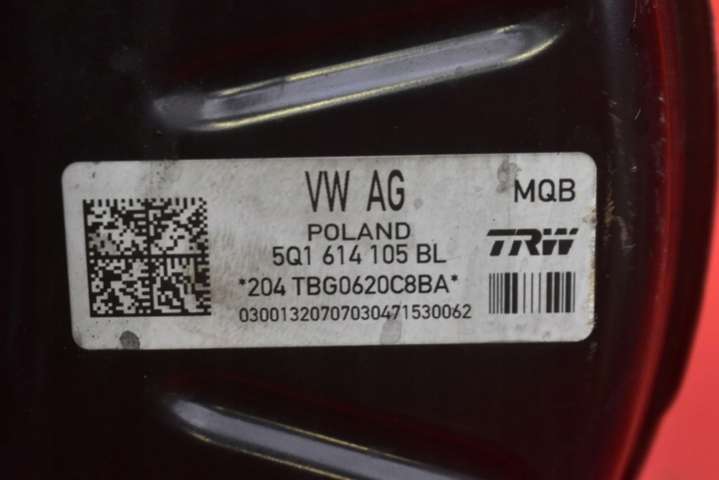 VW AG
MQB
POLAND
TRW
5Q1 614 105 BL
*204 TBG0620C8BA*
03001320707030471530062